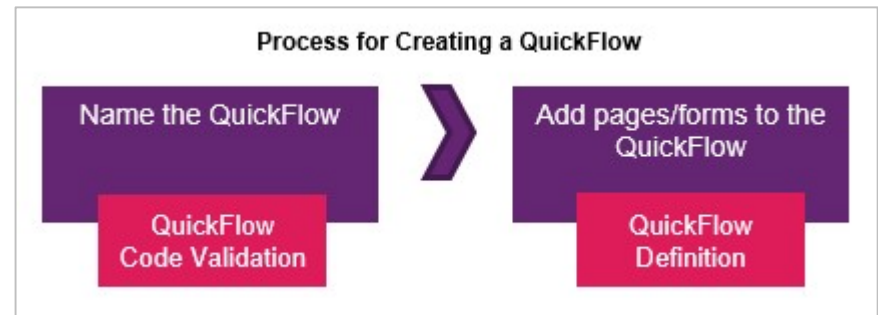 Process for Creating a QuickFlow
Name the QuickFlow
QuickFlow
Code Validation
Add pages/forms to the
QuickFlow
QuickFlow
Definition